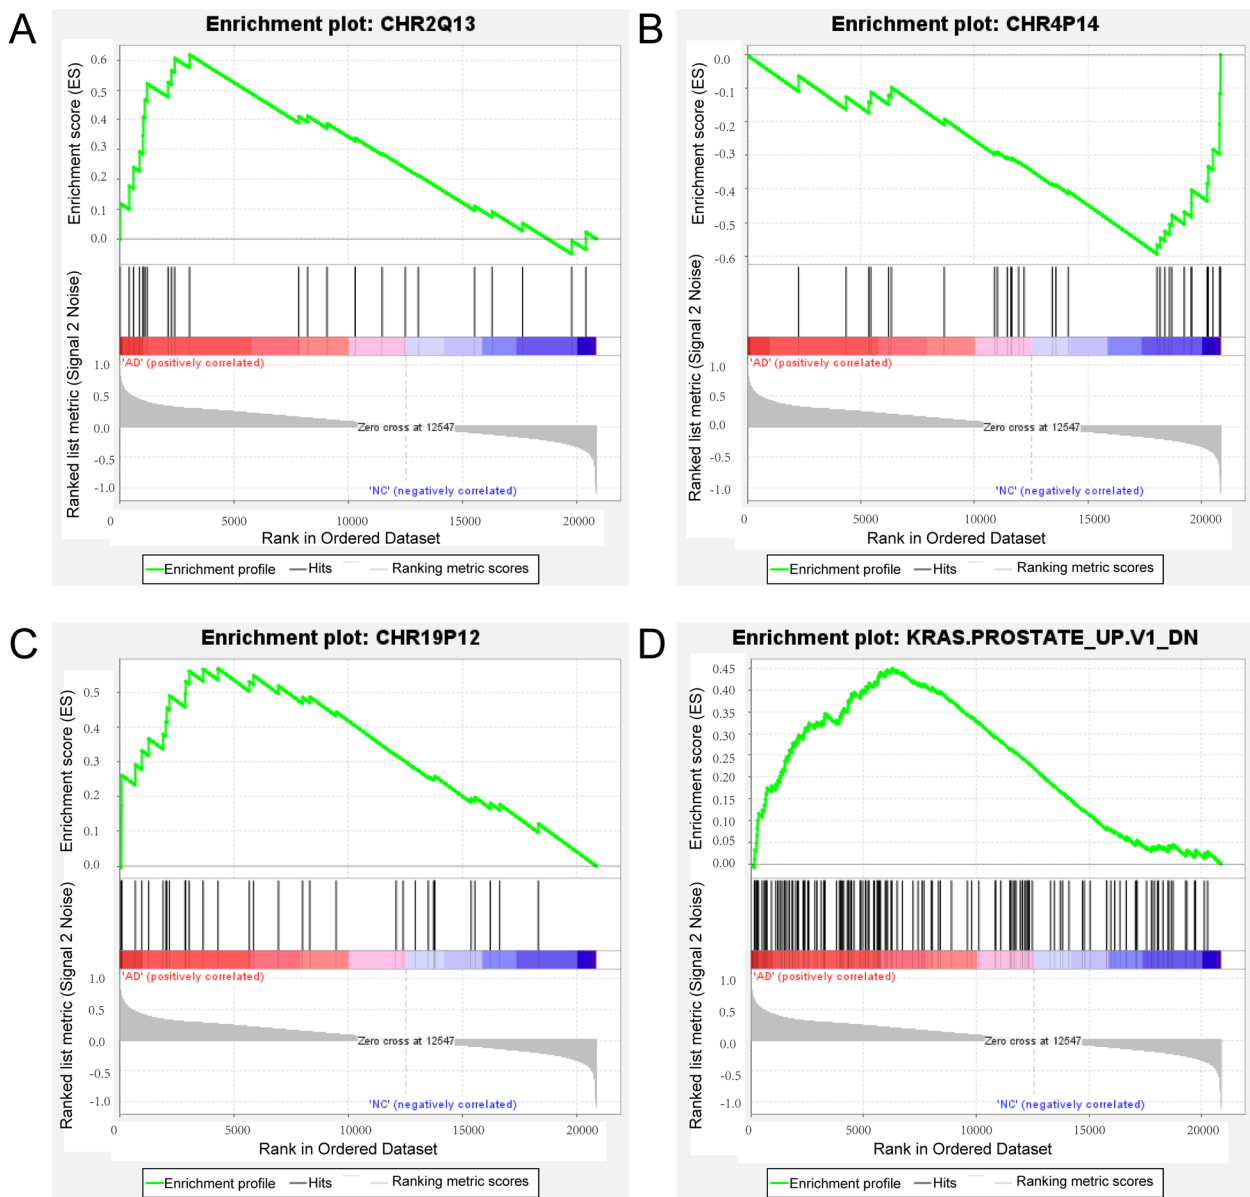 A
Enrichment plot: CHR2Q13
Enrichment score (ES)
0.6
0.5
0.4
0.3
0.2
0.1
0.0
Ranked list metric (Signal 2 Noise)
'AD' (positively correlated)
1.0
0.5
0.0
-0.5
-1.0
Zero cross at 12547
'NC' (negatively correlated)
0 5000 10000 15000 20000
Rank in Ordered Dataset
Enrichment profile Hits Ranking metric scores
B
Enrichment plot: CHR4P14
Enrichment score (ES)
0.0
-0.1
-0.2
-0.3
-0.4
-0.5
-0.6
Ranked list metric (Signal 2 Noise)
'AD' (positively correlated)
1.0
0.5
0.0
-0.5
-1.0
Zero cross at 12547
'NC' (negatively correlated)
0 5000 10000 15000 20000
Rank in Ordered Dataset
Enrichment profile Hits Ranking metric scores
C
Enrichment plot: CHR19P12
Enrichment score (ES)
0.5
0.4
0.3
0.2
0.1
0.0
Ranked list metric (Signal 2 Noise)
'AD' (positively correlated)
1.0
0.5
0.0
-0.5
-1.0
Zero cross at 12547
'NC' (negatively correlated)
0 5000 10000 15000 20000
Rank in Ordered Dataset
Enrichment profile Hits Ranking metric scores
D
Enrichment plot: KRAS.PROSTATE_UP.V1_DN
Enrichment score (ES)
0.45
0.40
0.35
0.30
0.25
0.20
0.15
0.10
0.05
0.00
Ranked list metric (Signal 2 Noise)
'AD' (positively correlated)
1.0
0.5
0.0
-0.5
-1.0
Zero cross at 12547
'NC' (negatively correlated)
0 5000 10000 15000 20000
Rank in Ordered Dataset
Enrichment profile Hits Ranking metric scores